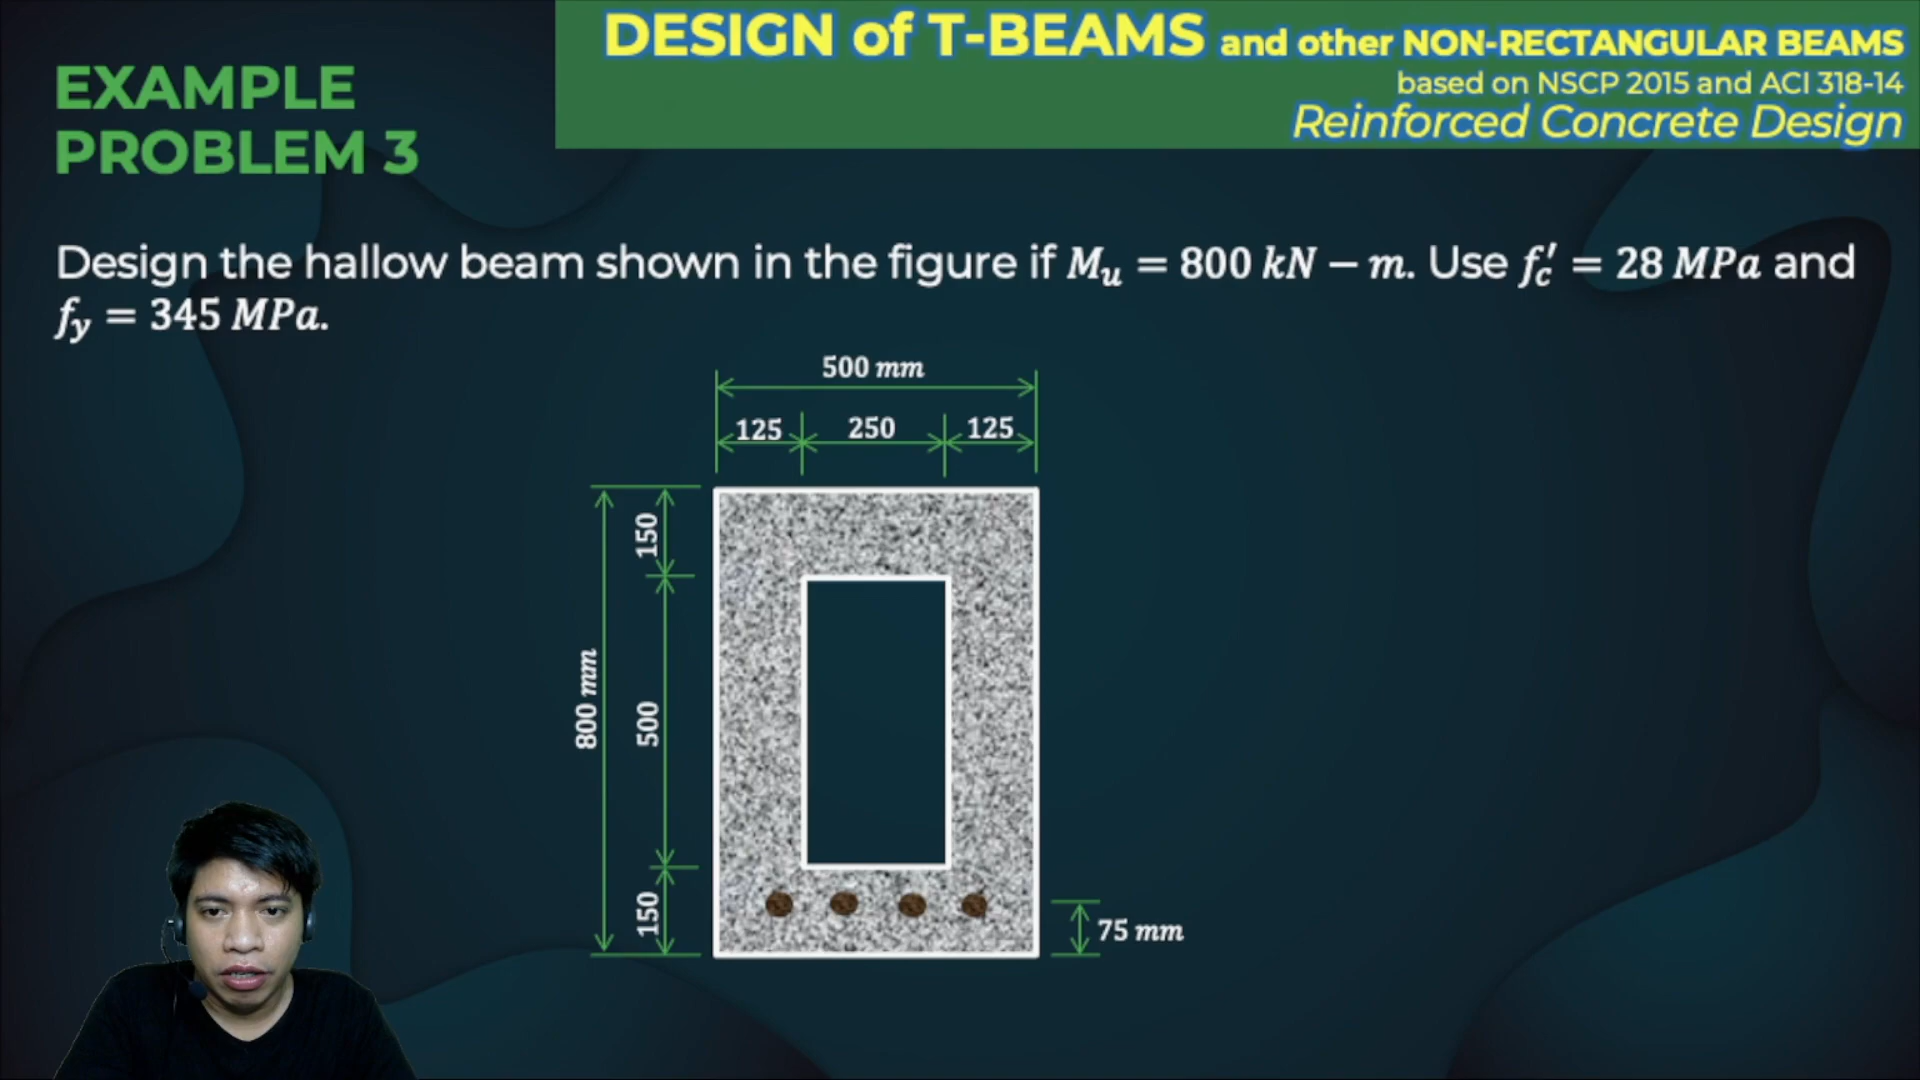 DESIGN of T-BEAMS and other NON-RECTANGULAR BEAMS
based on NSCP 2015 and ACI 318-14
Reinforced Concrete Design
EXAMPLE
PROBLEM 3
Design the hallow beam shown in the figure if Mu = 800 kN − m. Use fc′ = 28 MPa and
fy = 345 MPa.
500 mm
125 250 125
150
800 mm
500
150
75 mm